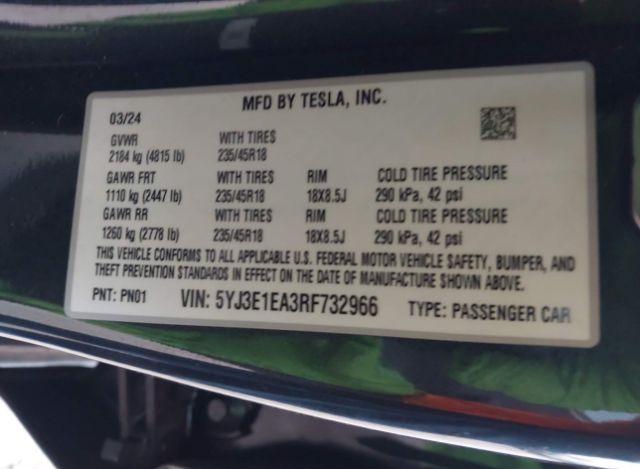 MFD BY TESLA, INC.
03/24
GVWR WITH TIRES
2184 kg (4815 lb) 235/45R18
GAWR FRT WITH TIRES RIM COLD TIRE PRESSURE
1110 kg (2447 lb) 235/45R18 18X8.5J 290 kPa, 42 psi
GAWR RR WITH TIRES RIM COLD TIRE PRESSURE
1260 kg (2778 lb) 235/45R18 18X8.5J 290 kPa, 42 psi
THIS VEHICLE CONFORMS TO ALL APPLICABLE U.S. FEDERAL MOTOR VEHICLE SAFETY, BUMPER, AND
THEFT PREVENTION STANDARDS IN EFFECT ON THE DATE OF MANUFACTURE SHOWN ABOVE.
PNT: PN01 VIN: 5YJ3E1EA3RF732966 TYPE: PASSENGER CAR